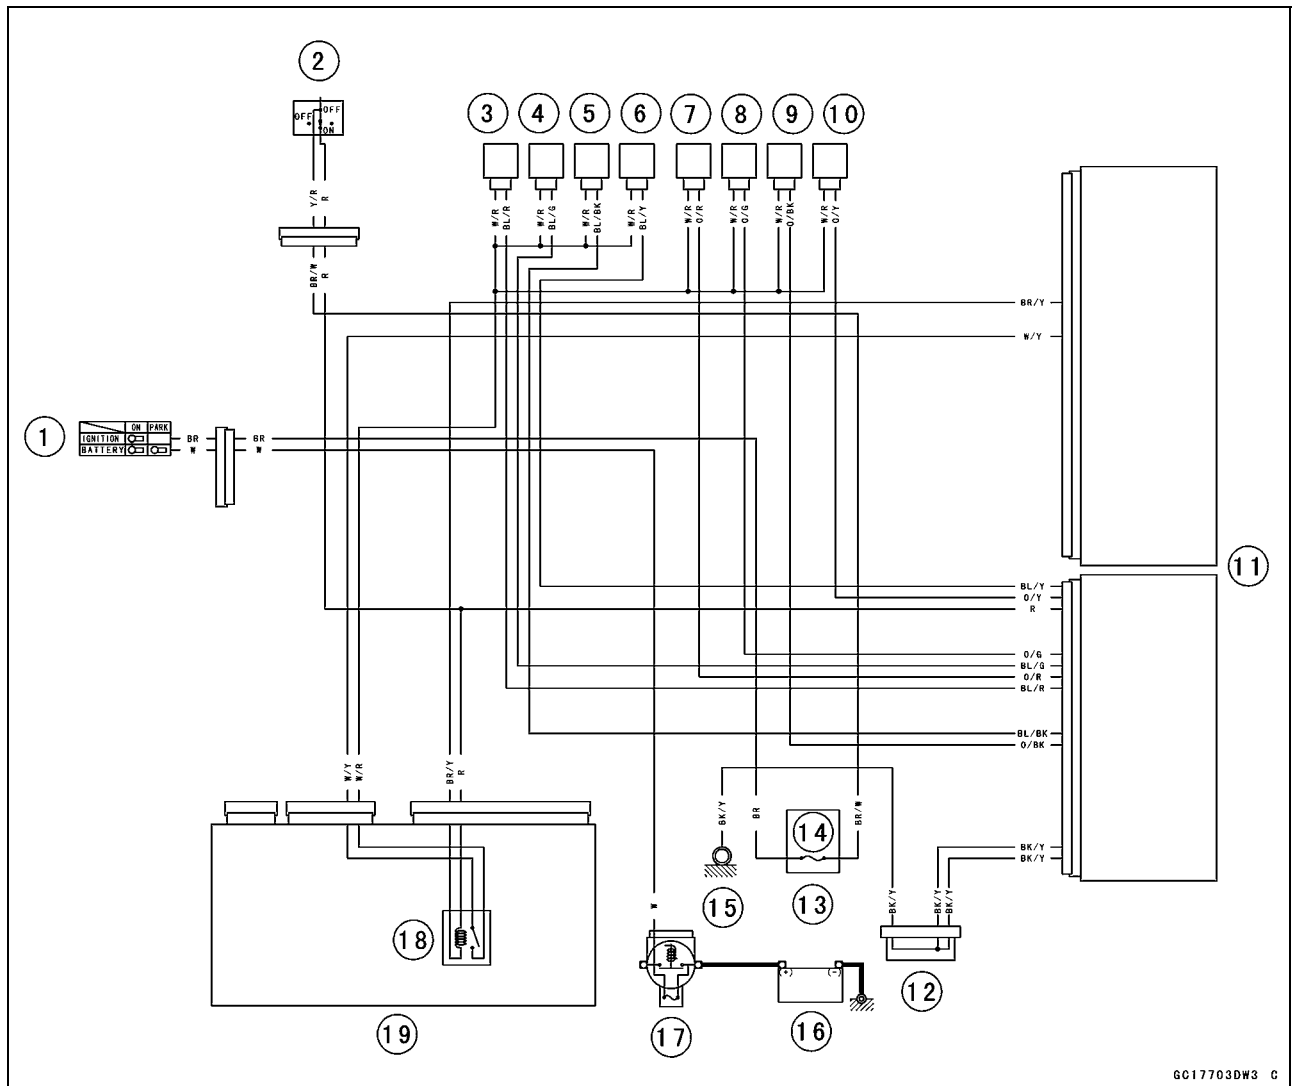 2
OFF
OFF
ON
3 4 5 6 7 8 9 10
Y/R
R
W/R
BL/R
W/R
BL/G
W/R
BL/BK
W/R
BL/Y
W/R
O/R
W/R
O/G
W/R
O/BK
W/R
O/Y
BR/W
R
BR/Y
W/Y
1
ON PARK
IGNITION
BATTERY
BR
W
BR
W
11
BL/Y
O/Y
R
O/G
BL/G
O/R
BL/R
BL/BK
O/BK
W/Y
W/R
BR/Y
R
BK/Y
BR
14
BR/W
BK/Y
BK/Y
15
13
W
BK/Y
BK/Y
BK/Y
18
(+) (-)
12
19
17
16
GC17703DW3 C